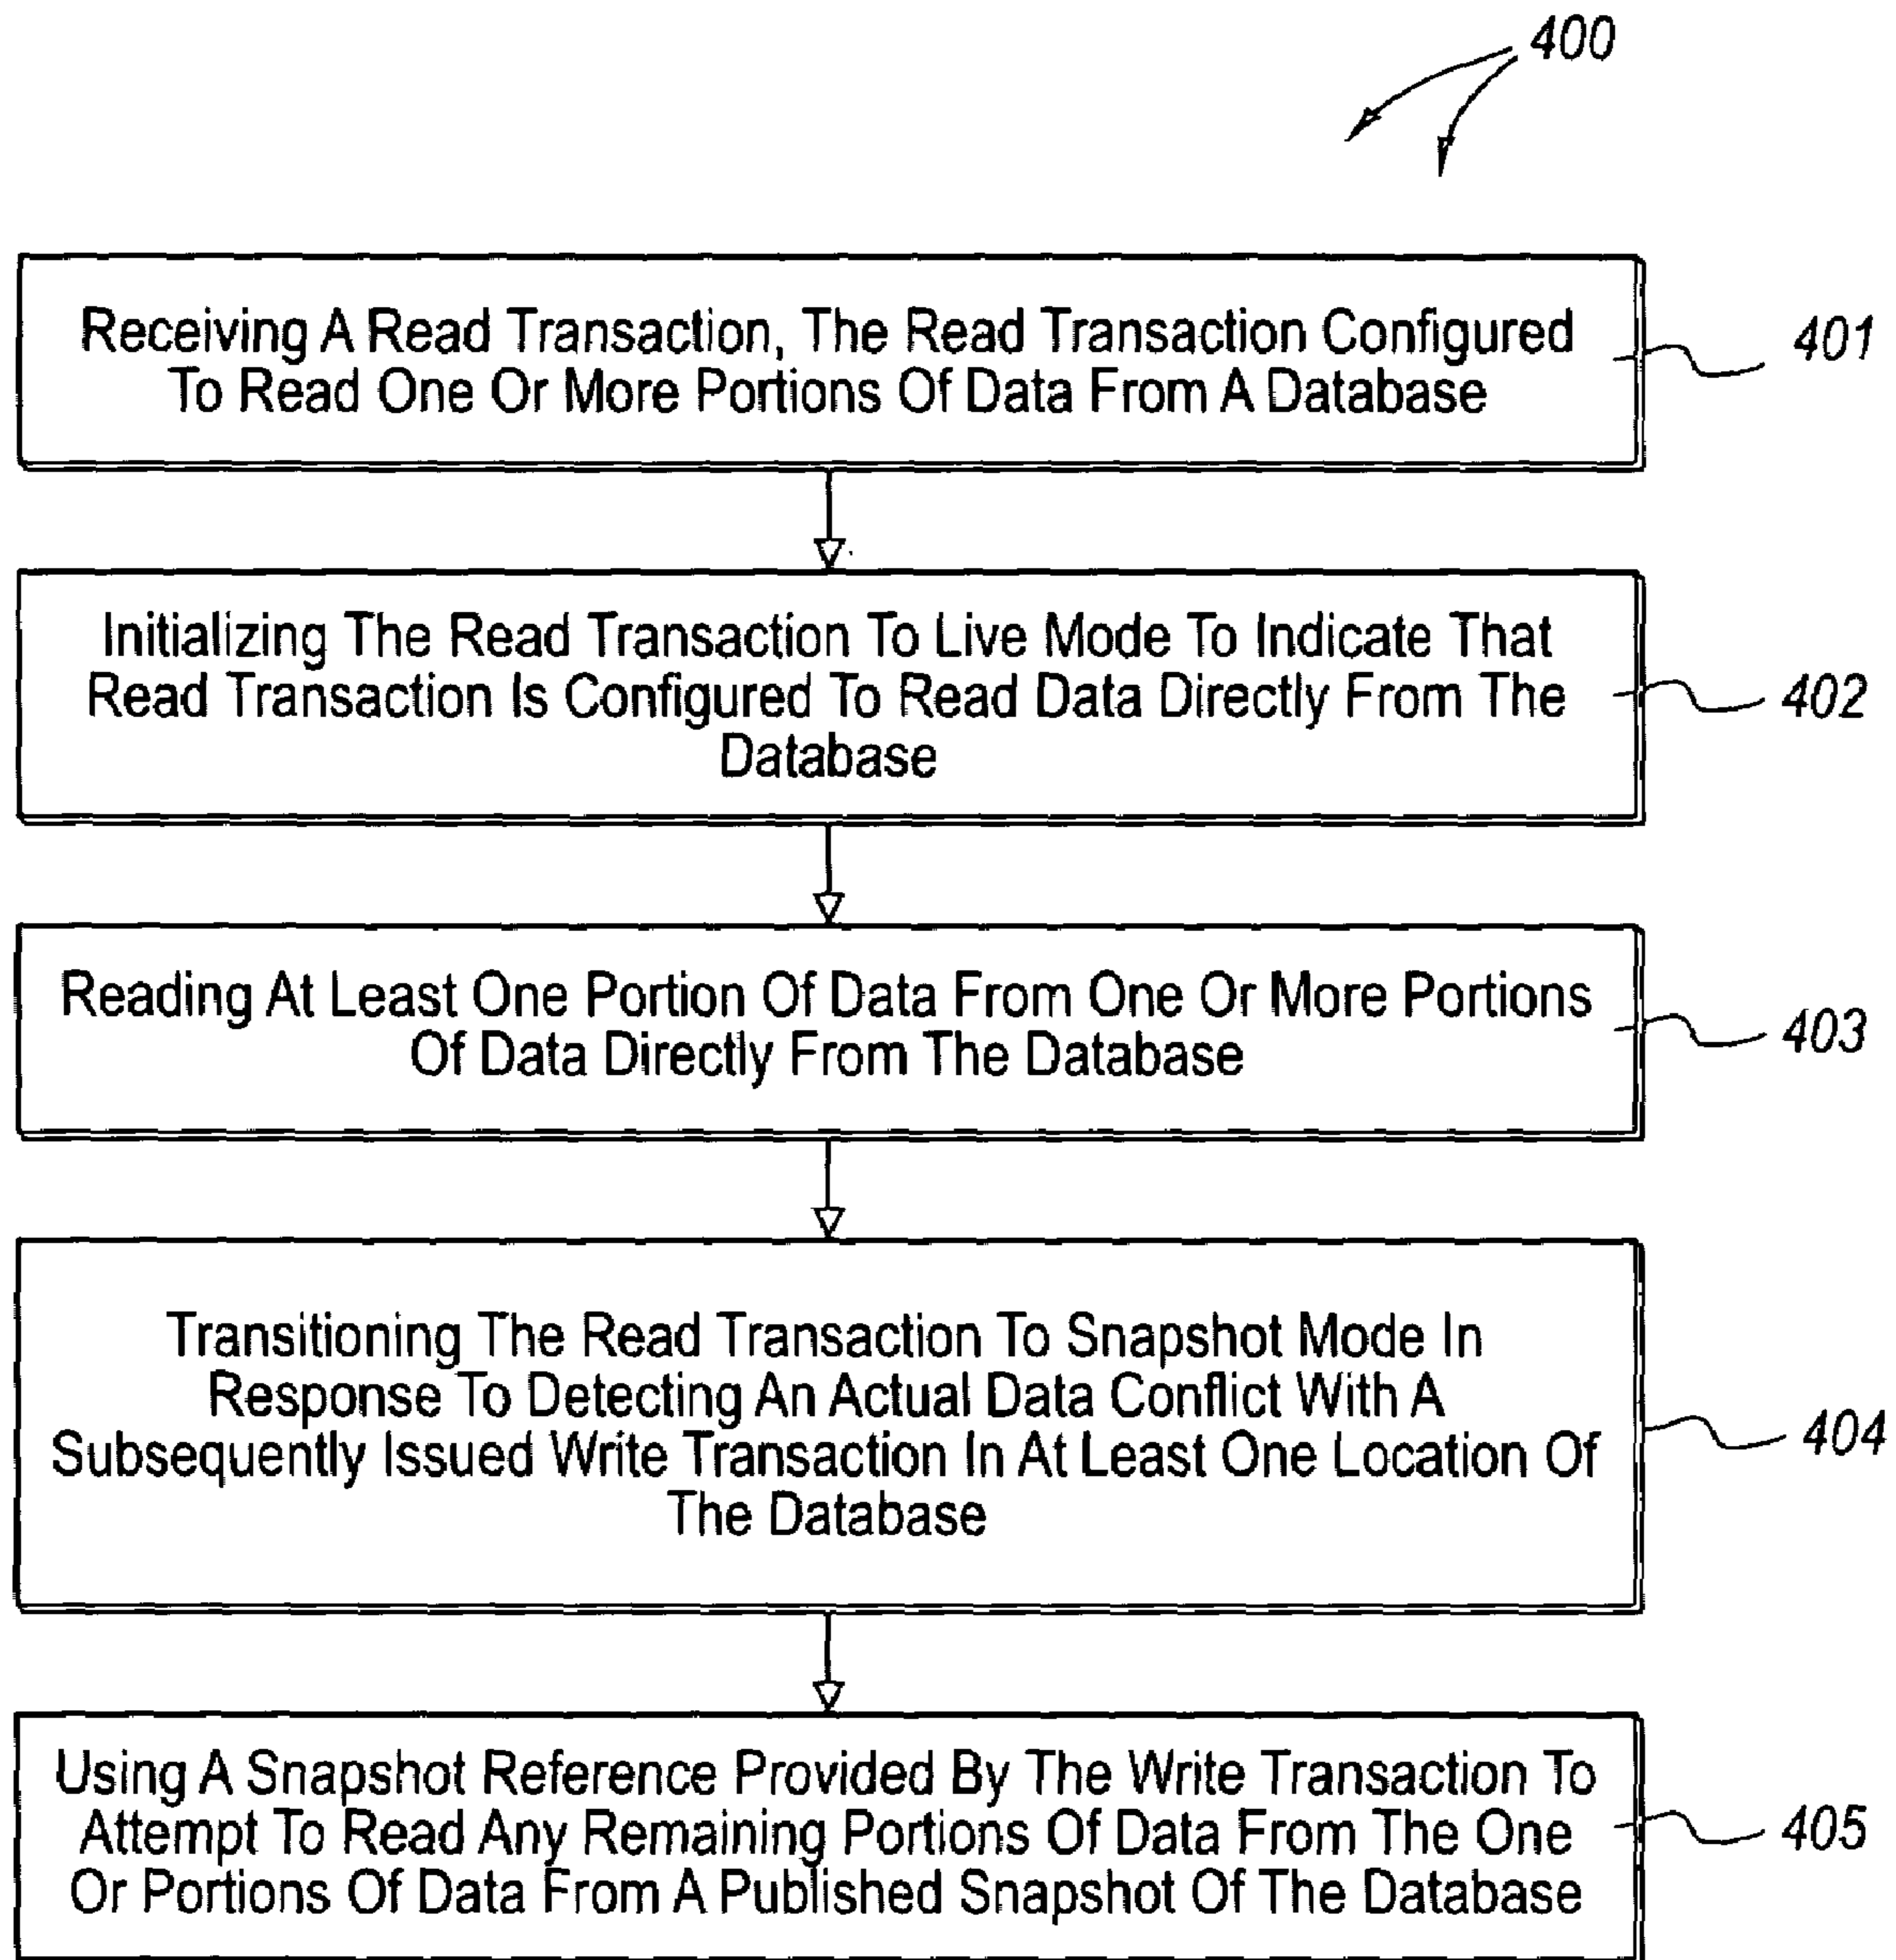 400
Receiving A Read Transaction, The Read Transaction Configured
To Read One Or More Portions Of Data From A Database
401
Initializing The Read Transaction To Live Mode To Indicate That
Read Transaction Is Configured To Read Data Directly From The
Database
402
Reading At Least One Portion Of Data From One Or More Portions
Of Data Directly From The Database
403
Transitioning The Read Transaction To Snapshot Mode In
Response To Detecting An Actual Data Conflict With A
Subsequently Issued Write Transaction In At Least One Location Of
The Database
404
Using A Snapshot Reference Provided By The Write Transaction To
Attempt To Read Any Remaining Portions Of Data From The One
Or Portions Of Data From A Published Snapshot Of The Database
405